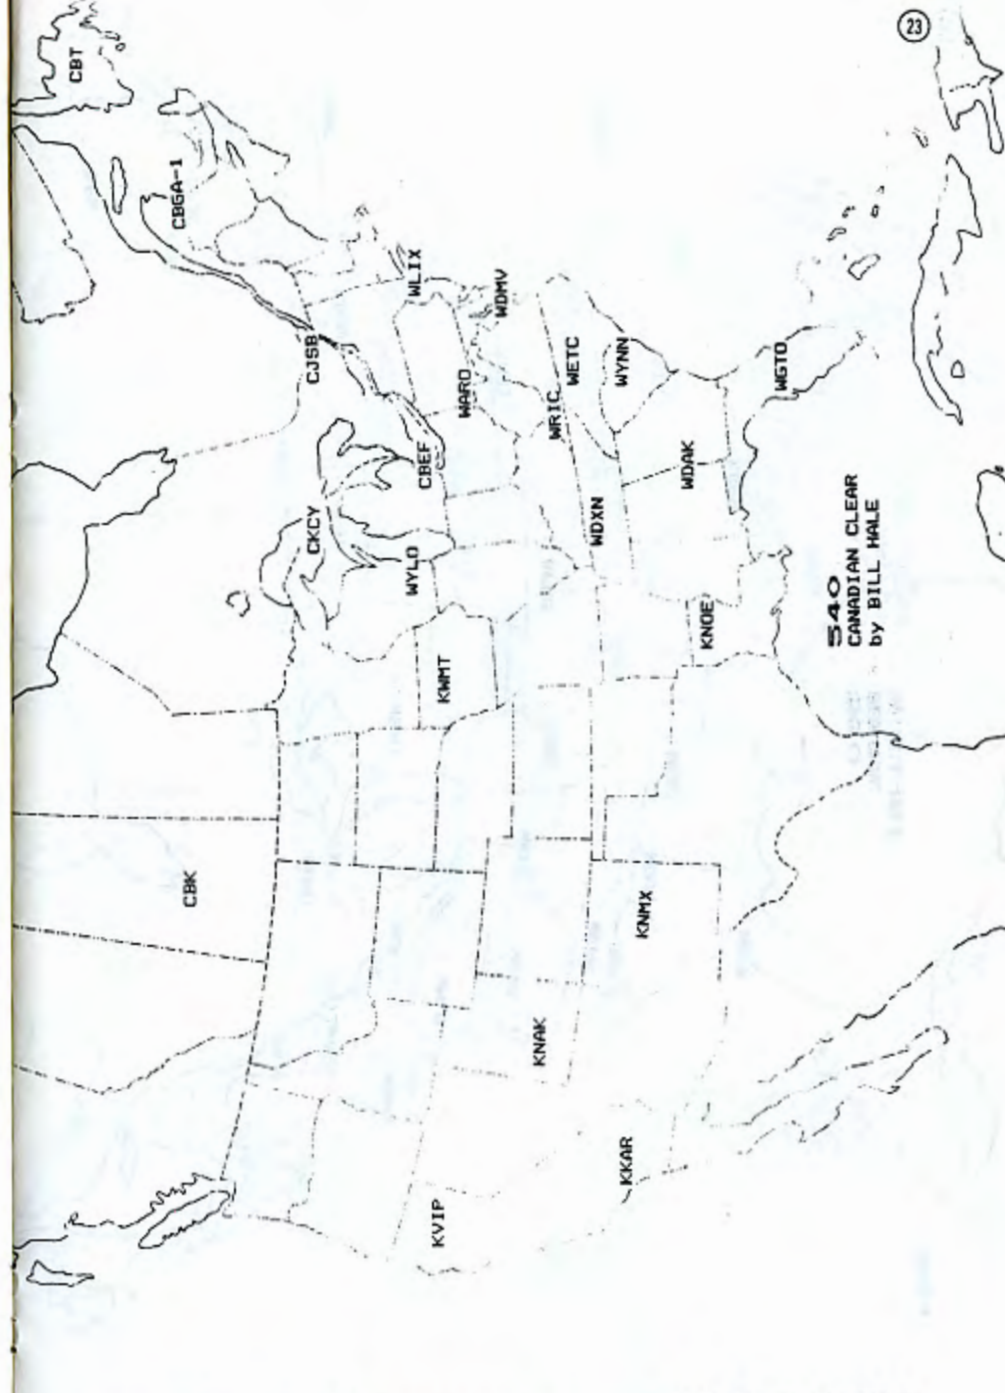 CBT
CBGA-1
CBK
CKCY
CJSB
WYLO
CBEF
WLIX
KVIP
KWMT
WARO
WDMV
KNAK
WRIC
WETC
WDXN
KKAR
WYNN
KNMX
WDAK
KNOE
WGTO
540
CANADIAN CLEAR
by BILL HALE
23